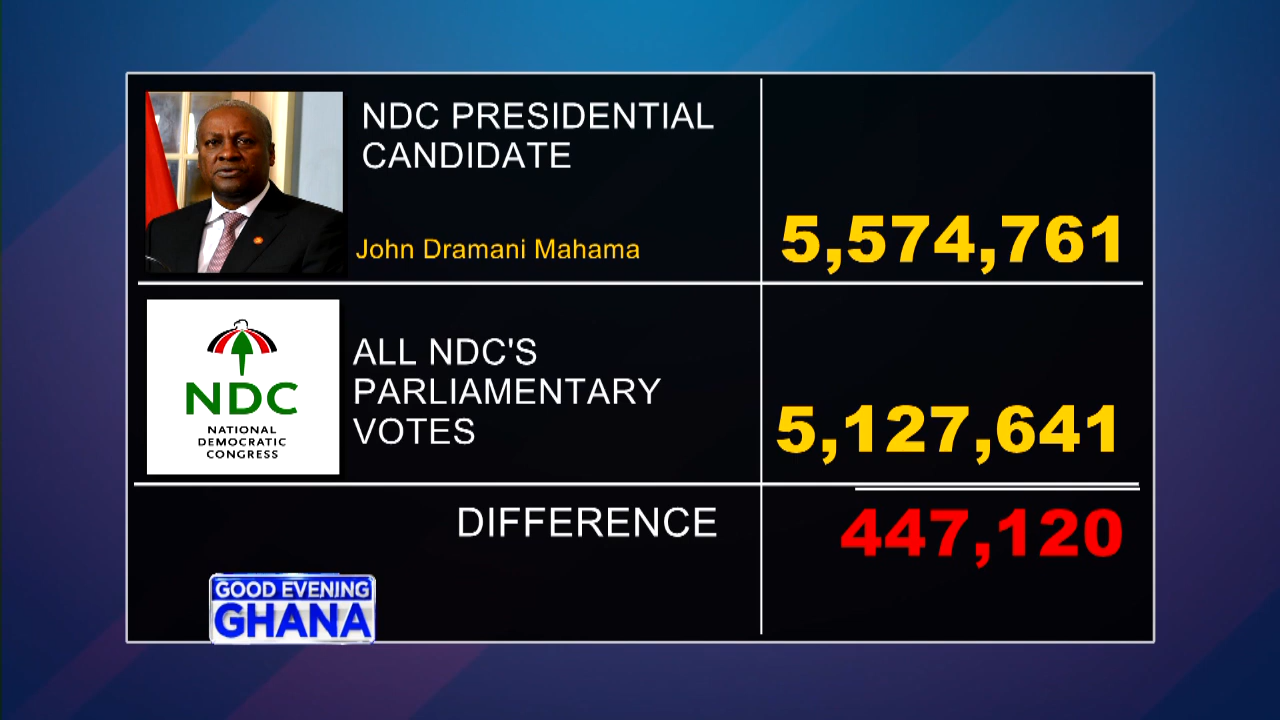 NDC PRESIDENTIAL
CANDIDATE
John Dramani Mahama
5,574,761
NDC
NATIONAL
DEMOCRATIC
CONGRESS
ALL NDC'S
PARLIAMENTARY
VOTES
5,127,641
DIFFERENCE
447,120
GOOD EVENING
GHANA